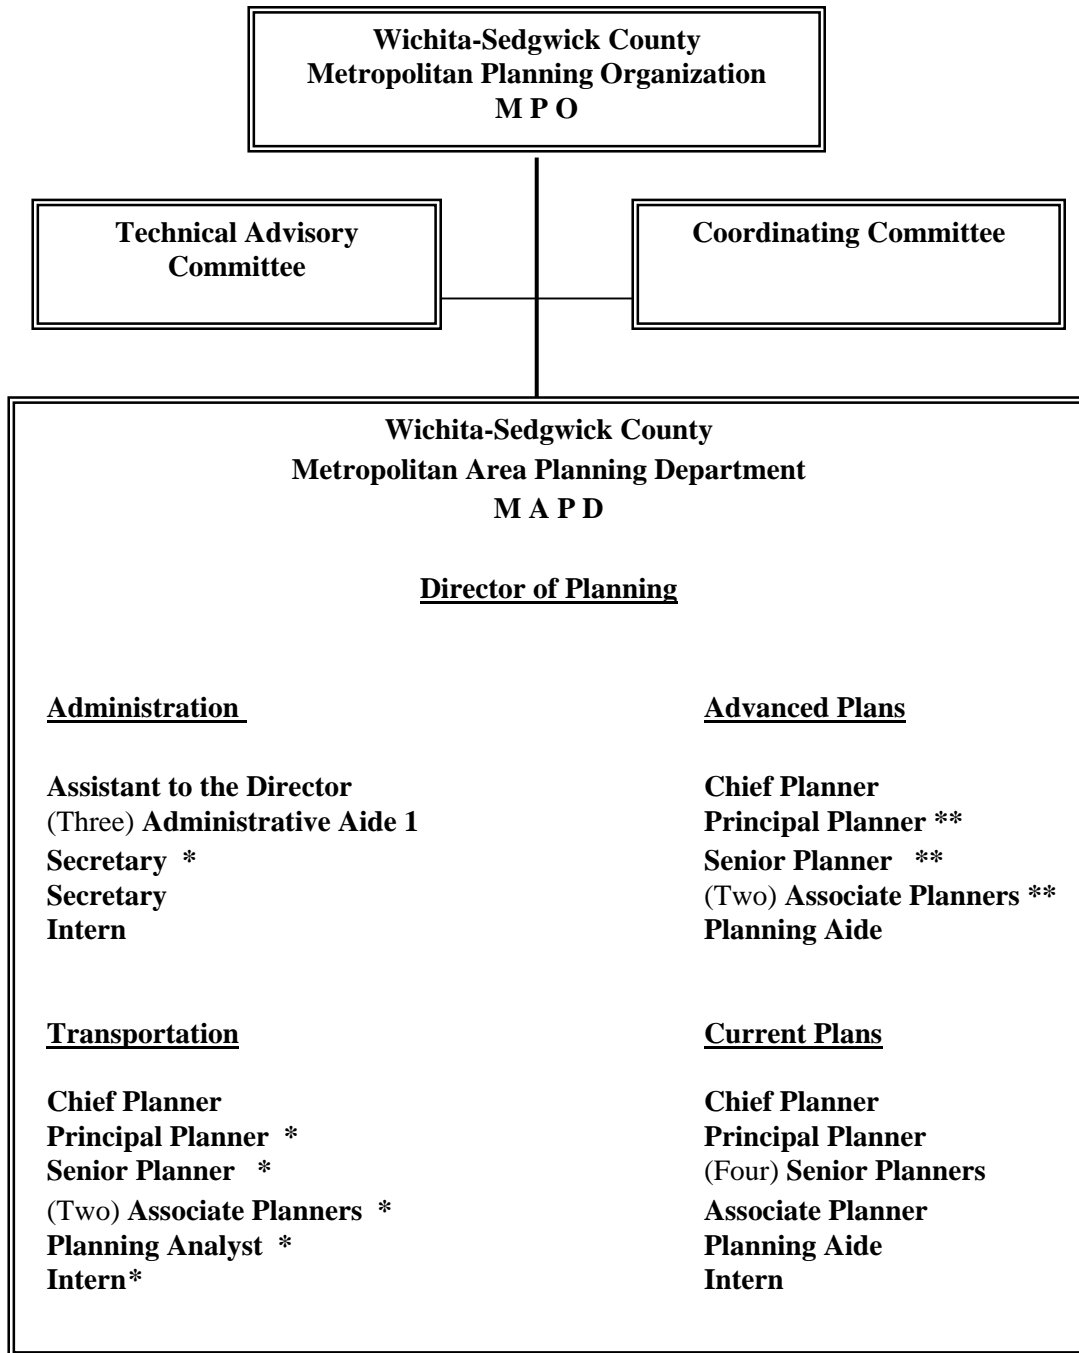 Wichita-Sedgwick County
Metropolitan Planning Organization
M P O
Technical Advisory
Committee
Coordinating Committee
Wichita-Sedgwick County
Metropolitan Area Planning Department
M A P D
Director of Planning
Administration
Assistant to the Director
(Three) Administrative Aide 1
Secretary *
Secretary
Intern
Advanced Plans
Chief Planner
Principal Planner **
Senior Planner **
(Two) Associate Planners **
Planning Aide
Transportation
Chief Planner
Principal Planner *
Senior Planner *
(Two) Associate Planners *
Planning Analyst *
Intern*
Current Plans
Chief Planner
Principal Planner
(Four) Senior Planners
Associate Planner
Planning Aide
Intern